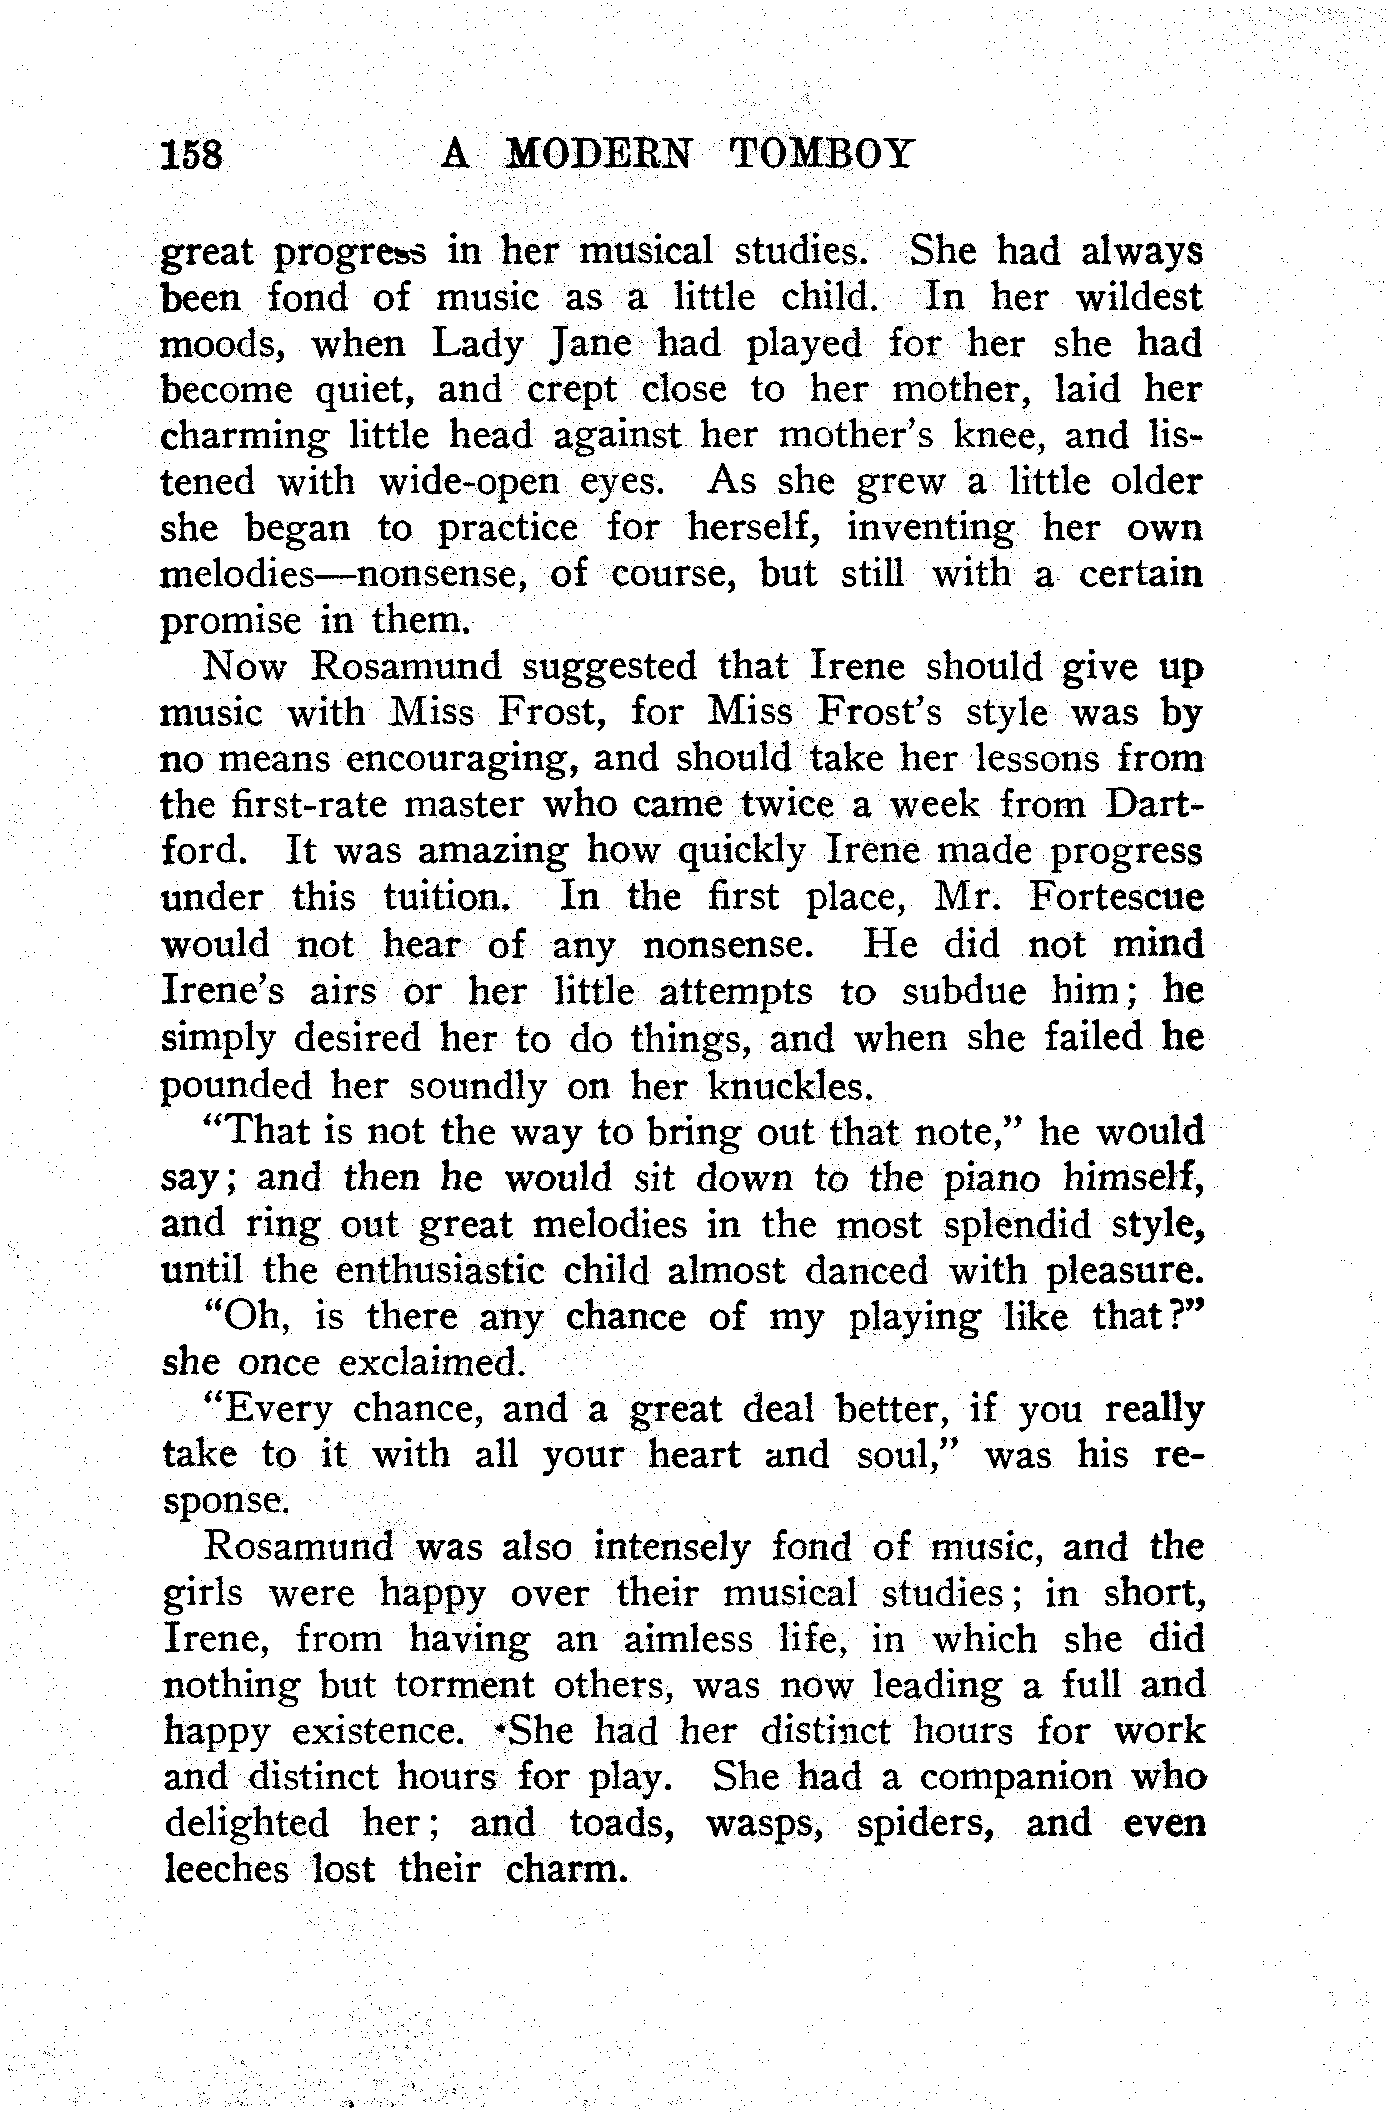 158 A MODERN TOMBOY
great progress in her musical studies. She had always
been fond of music as a little child. In her wildest
moods, when Lady Jane had played for her she had
become quiet, and crept close to her mother, laid her
charming little head against her mother's knee, and lis-
tened with wide-open eyes. As she grew a little older
she began to practice for herself, inventing her own
melodies—nonsense, of course, but still with a certain
promise in them.
Now Rosamund suggested that Irene should give up
music with Miss Frost, for Miss Frost's style was by
no means encouraging, and should take her lessons from
the first-rate master who came twice a week from Dart-
ford. It was amazing how quickly Irene made progress
under this tuition. In the first place, Mr. Fortescue
would not hear of any nonsense. He did not mind
Irene's airs or her little attempts to subdue him; he
simply desired her to do things, and when she failed he
pounded her soundly on her knuckles.
"That is not the way to bring out that note," he would
say; and then he would sit down to the piano himself,
and ring out great melodies in the most splendid style,
until the enthusiastic child almost danced with pleasure.
"Oh, is there any chance of my playing like that?"
she once exclaimed.
"Every chance, and a great deal better, if you really
take to it with all your heart and soul," was his re-
sponse.
Rosamund was also intensely fond of music, and the
girls were happy over their musical studies; in short,
Irene, from having an aimless life, in which she did
nothing but torment others, was now leading a full and
happy existence. She had her distinct hours for work
and distinct hours for play. She had a companion who
delighted her; and toads, wasps, spiders, and even
leeches lost their charm.